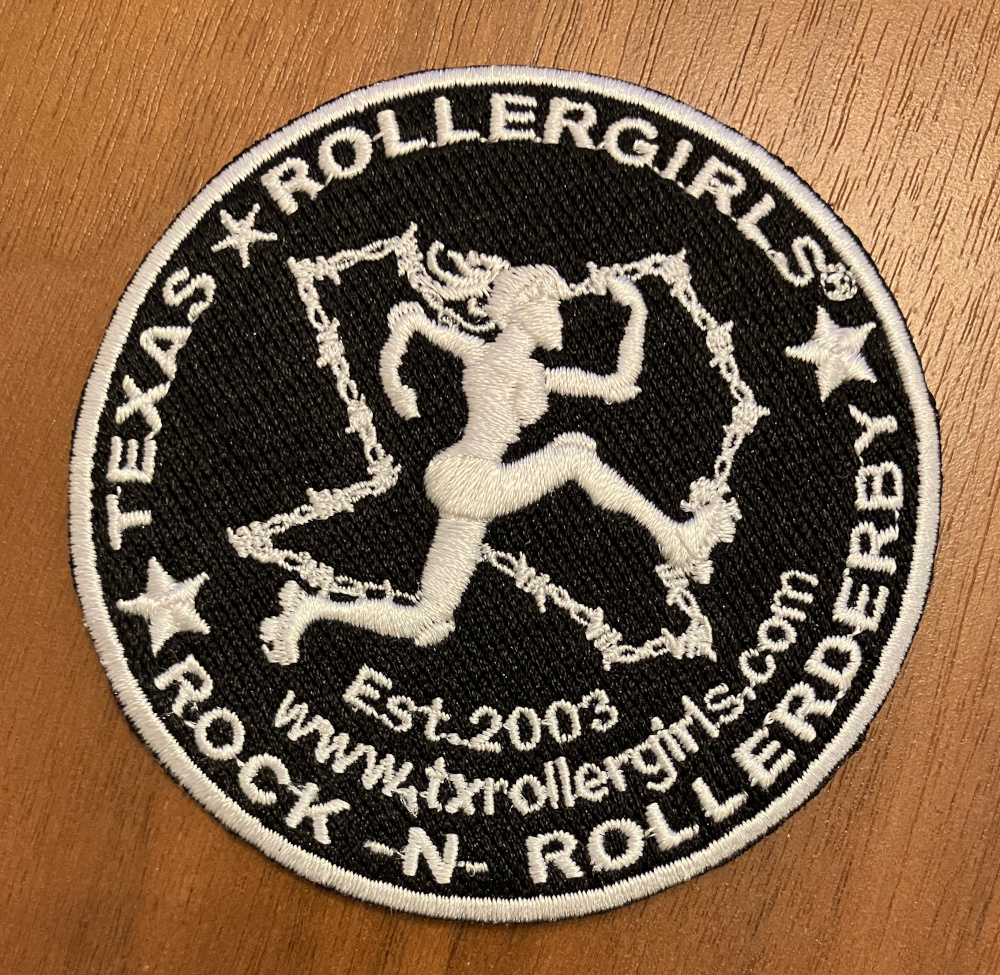 TEXAS ROLLERGIRLS®
Est.2003
www.txrollergirls.com
ROCK -N- ROLLERDERBY